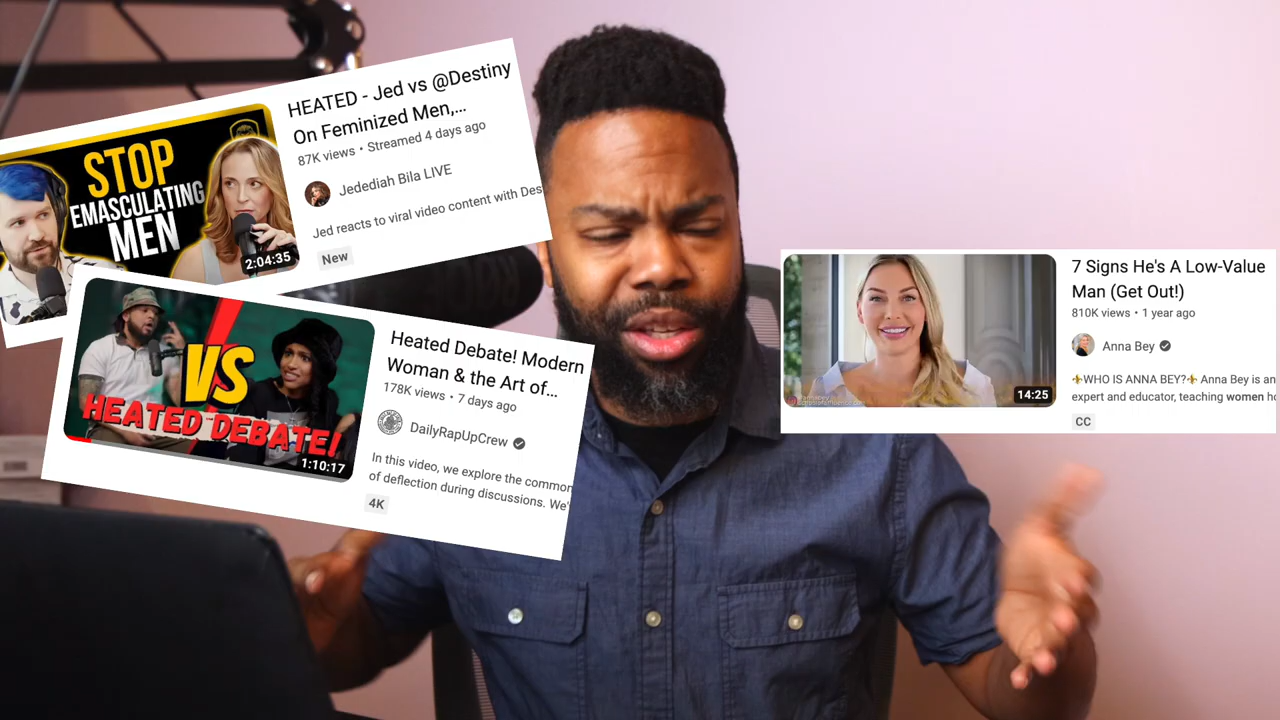 STOP
EMASCULATING
MEN
2:04:35
HEATED - Jed vs @Destiny
On Feminized Men,...
87K views • Streamed 4 days ago
Jedediah Bila LIVE
Jed reacts to viral video content with Des
New
VS
HEATED DEBATE!
1:10:17
Heated Debate! Modern
Woman & the Art of...
178K views • 7 days ago
DailyRapUpCrew
In this video, we explore the common
of deflection during discussions. We'
4K
14:25
7 Signs He's A Low-Value
Man (Get Out!)
810K views • 1 year ago
Anna Bey
⚜WHO IS ANNA BEY?⚜ Anna Bey is an
expert and educator, teaching women
CC